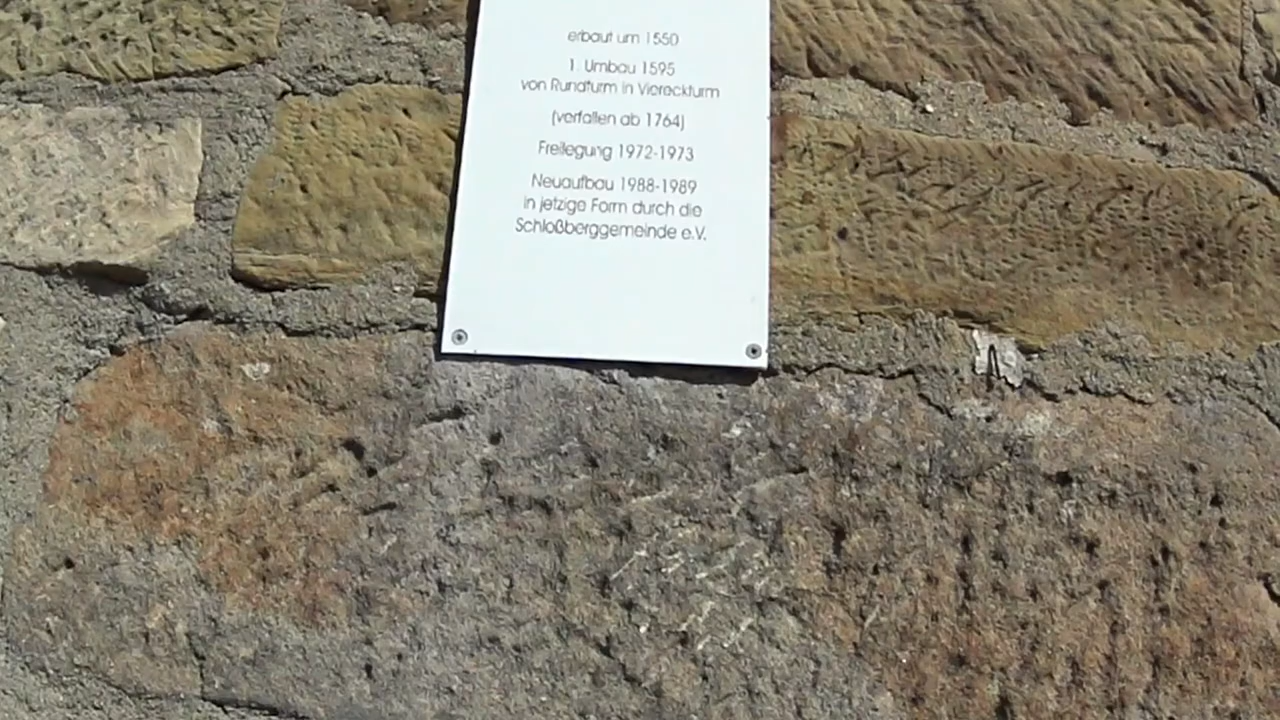 erbaut um 1550
1. Umbau 1595
von Rundturm in Viereckturm
(verfallen ab 1764)
Freilegung 1972-1973
Neuaufbau 1988-1989
in jetzige Form durch die
Schloßberggemeinde e.V.